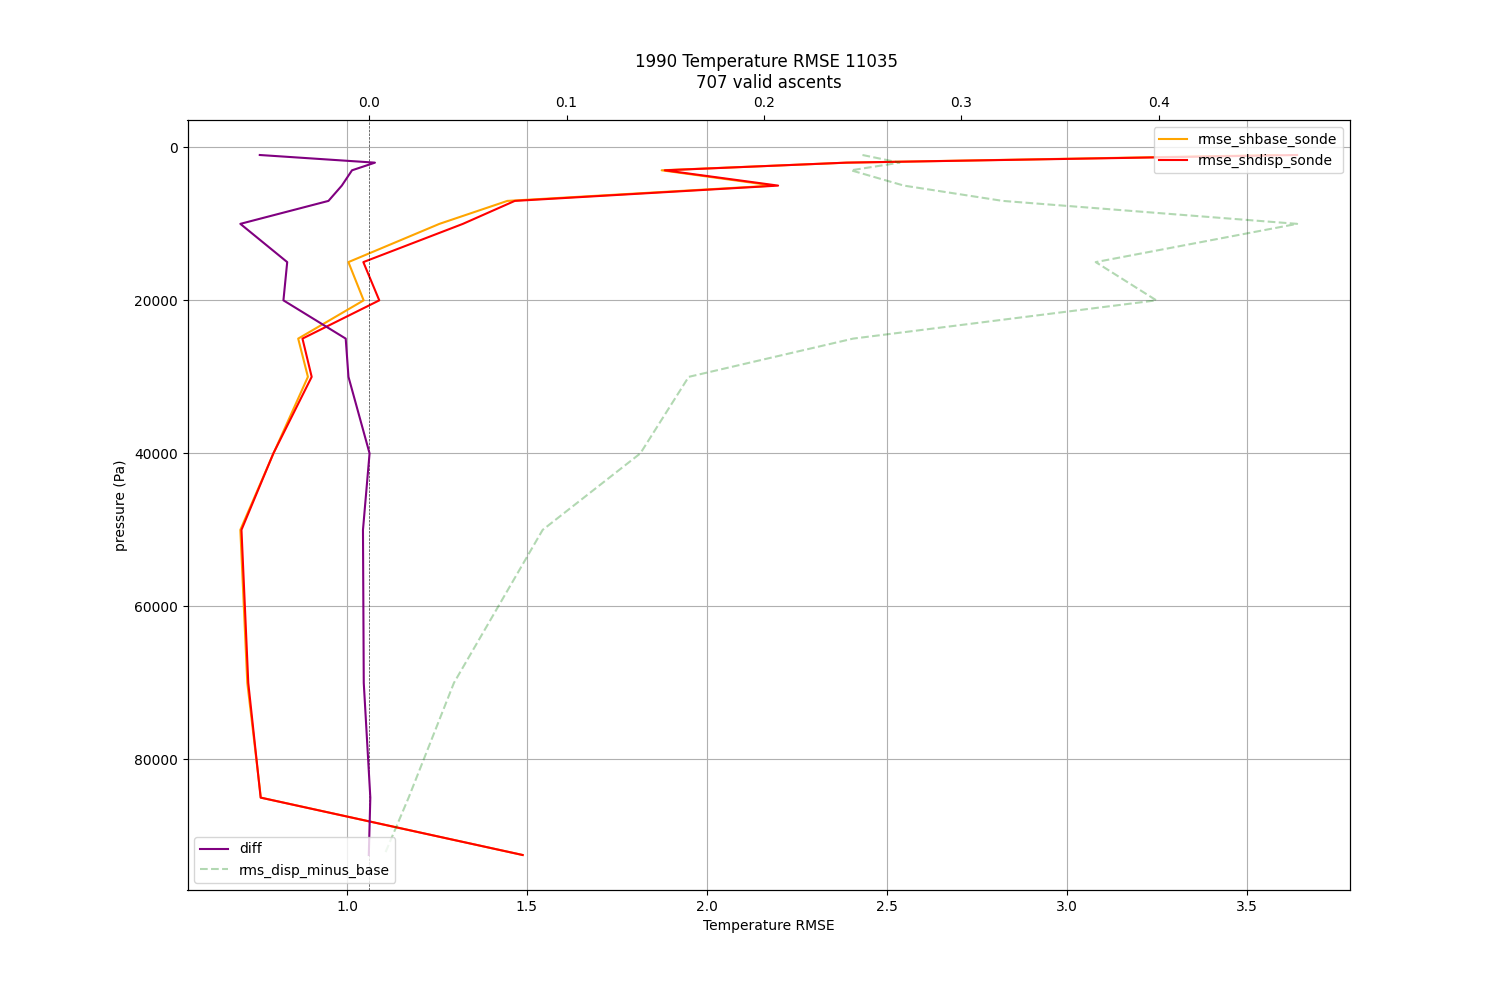 1990 Temperature RMSE 11035
707 valid ascents
0.0 0.1 0.2 0.3 0.4
rmse_shbase_sonde
rmse_shdisp_sonde
0
20000
40000
60000
80000
pressure (Pa)
diff
rms_disp_minus_base
1.0 1.5 2.0 2.5 3.0 3.5
Temperature RMSE